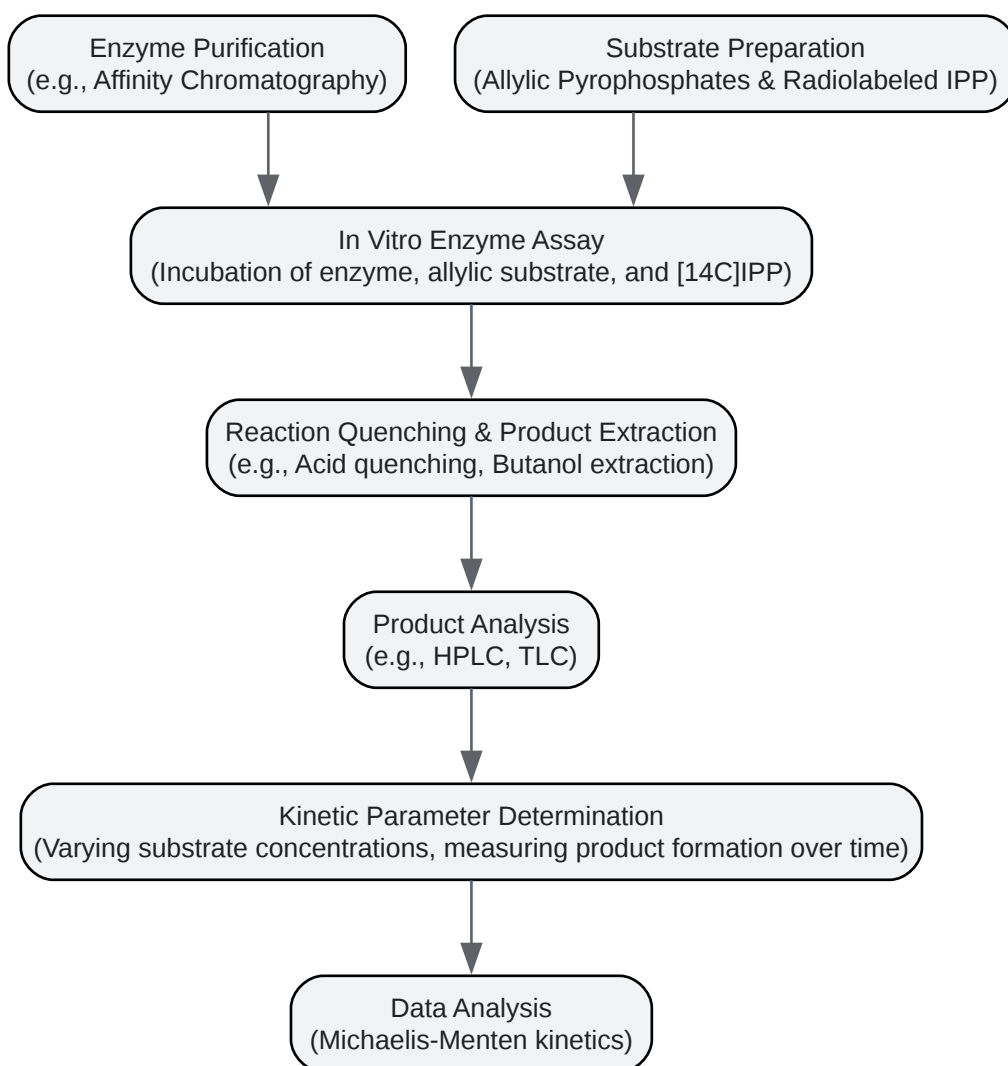 Enzyme Purification
(e.g., Affinity Chromatography)
Substrate Preparation
(Allylic Pyrophosphates & Radiolabeled IPP)
In Vitro Enzyme Assay
(Incubation of enzyme, allylic substrate, and [14C]IPP)
Reaction Quenching & Product Extraction
(e.g., Acid quenching, Butanol extraction)
Product Analysis
(e.g., HPLC, TLC)
Kinetic Parameter Determination
(Varying substrate concentrations, measuring product formation over time)
Data Analysis
(Michaelis-Menten kinetics)